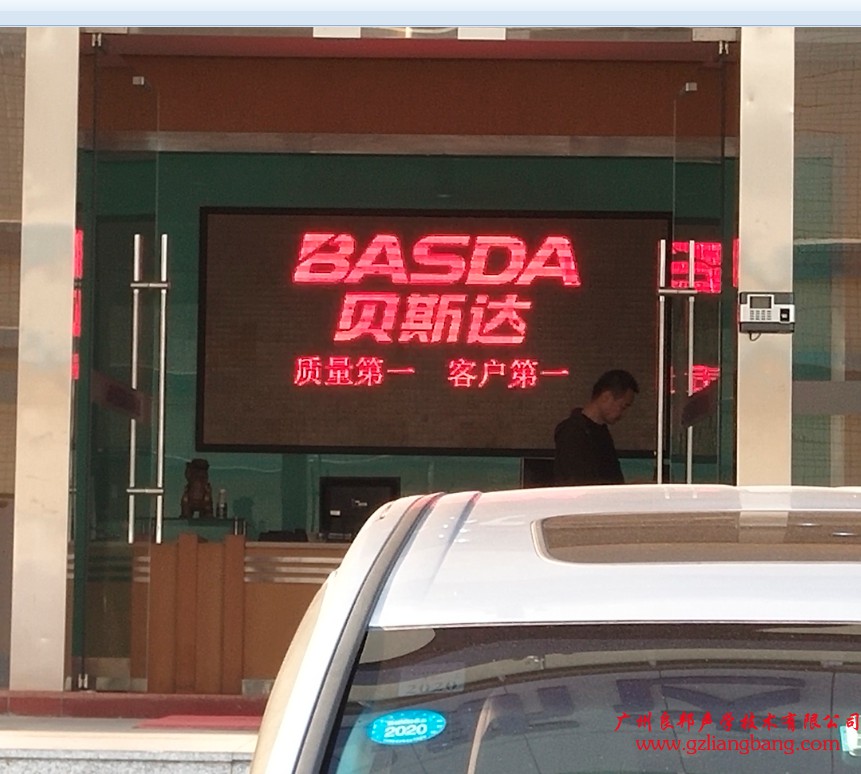 BASDA
贝斯达
质量第一 客户第一
2020
2020
广州良邦声学技术有限公司
www.gzliangbang.com